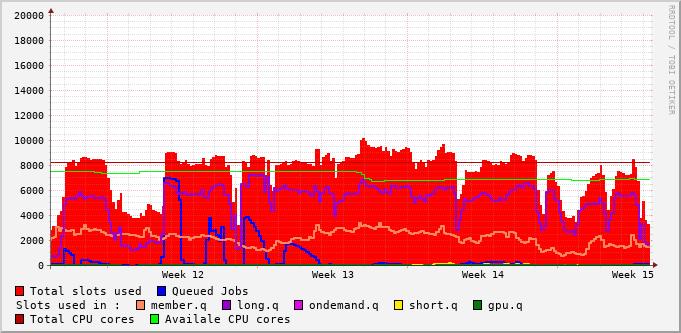 20000
18000
16000
14000
12000
10000
8000
6000
4000
2000
0
Week 12 Week 13 Week 14 Week 15
RRDTOOL / TOBI OETIKER
Total slots used Queued Jobs
Slots used in : member.q long.q ondemand.q short.q gpu.q
Total CPU cores Availale CPU cores